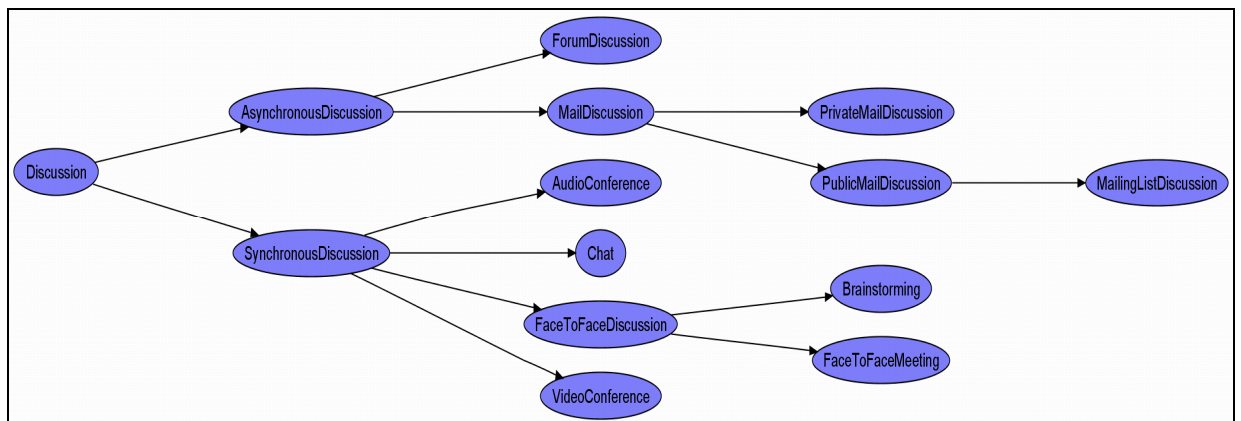 ForumDiscussion
AsynchronousDiscussion
MailDiscussion
PrivateMailDiscussion
Discussion
AudioConference
PublicMailDiscussion
MailingListDiscussion
SynchronousDiscussion
Chat
Brainstorming
FaceToFaceDiscussion
FaceToFaceMeeting
VideoConference